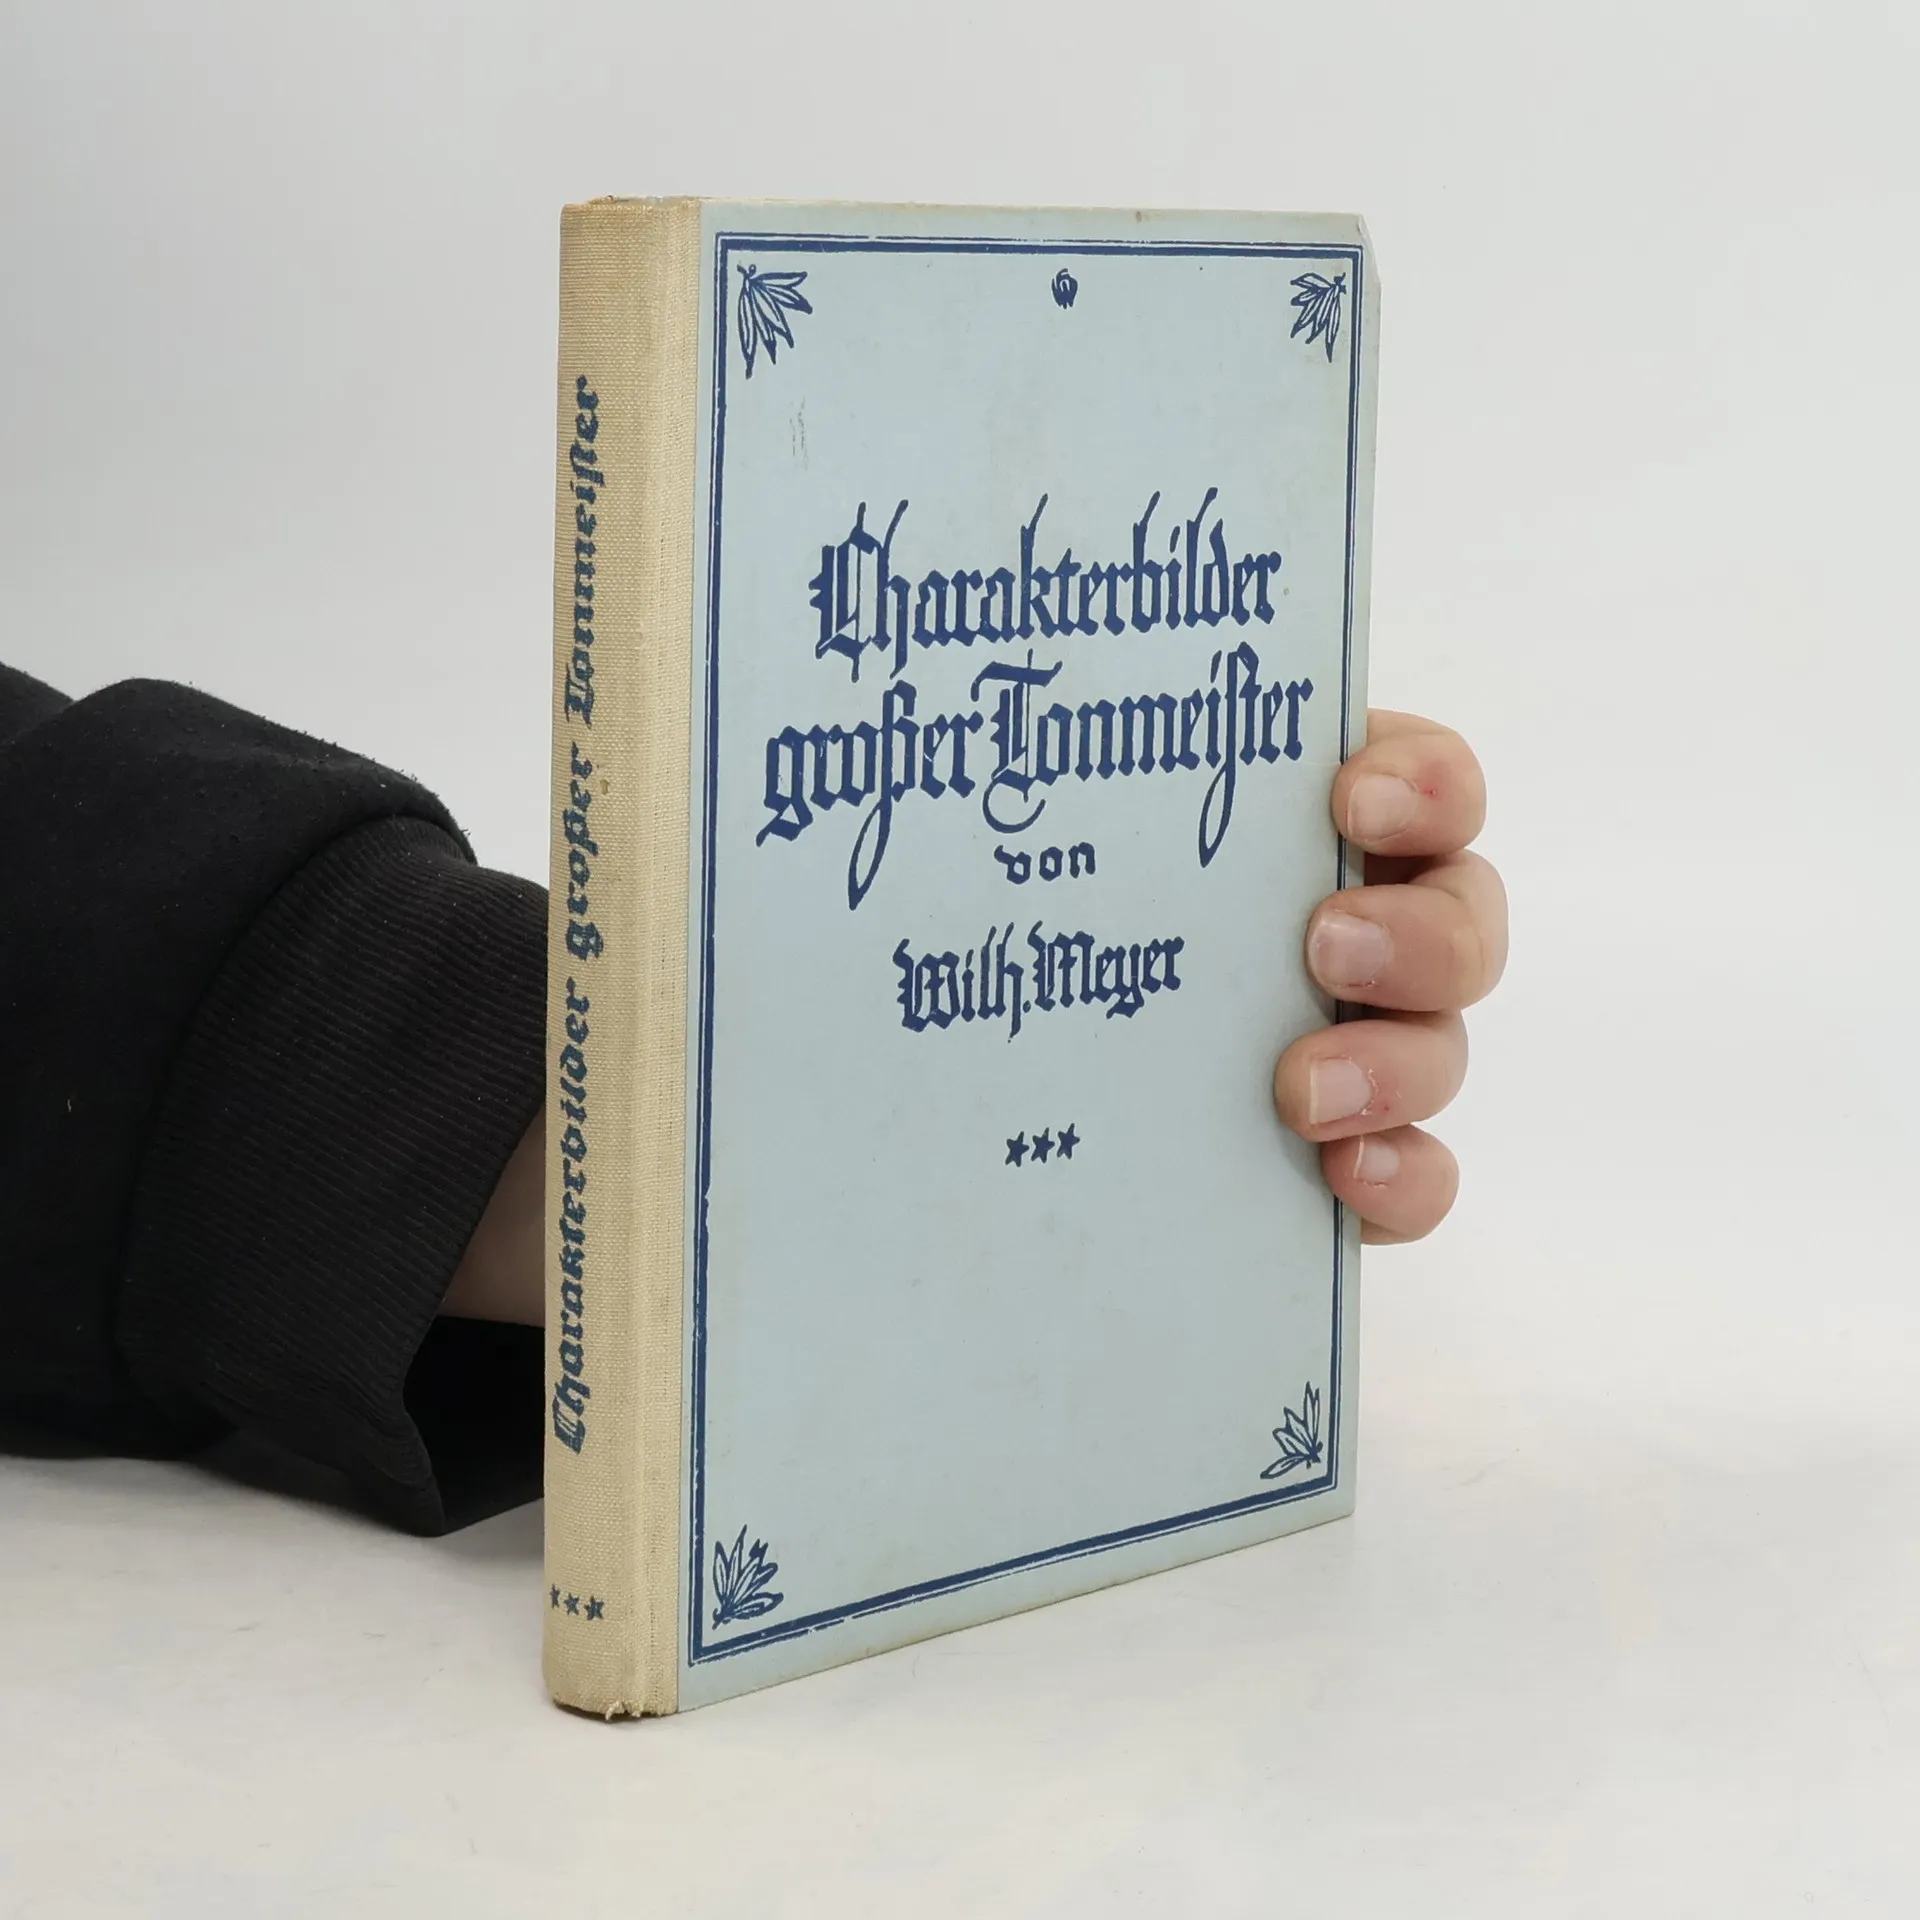 Charakterbilder
großer Tonmeister
von
Wilh. Meyer
***
Charakterbilder großer Tonmeister
***